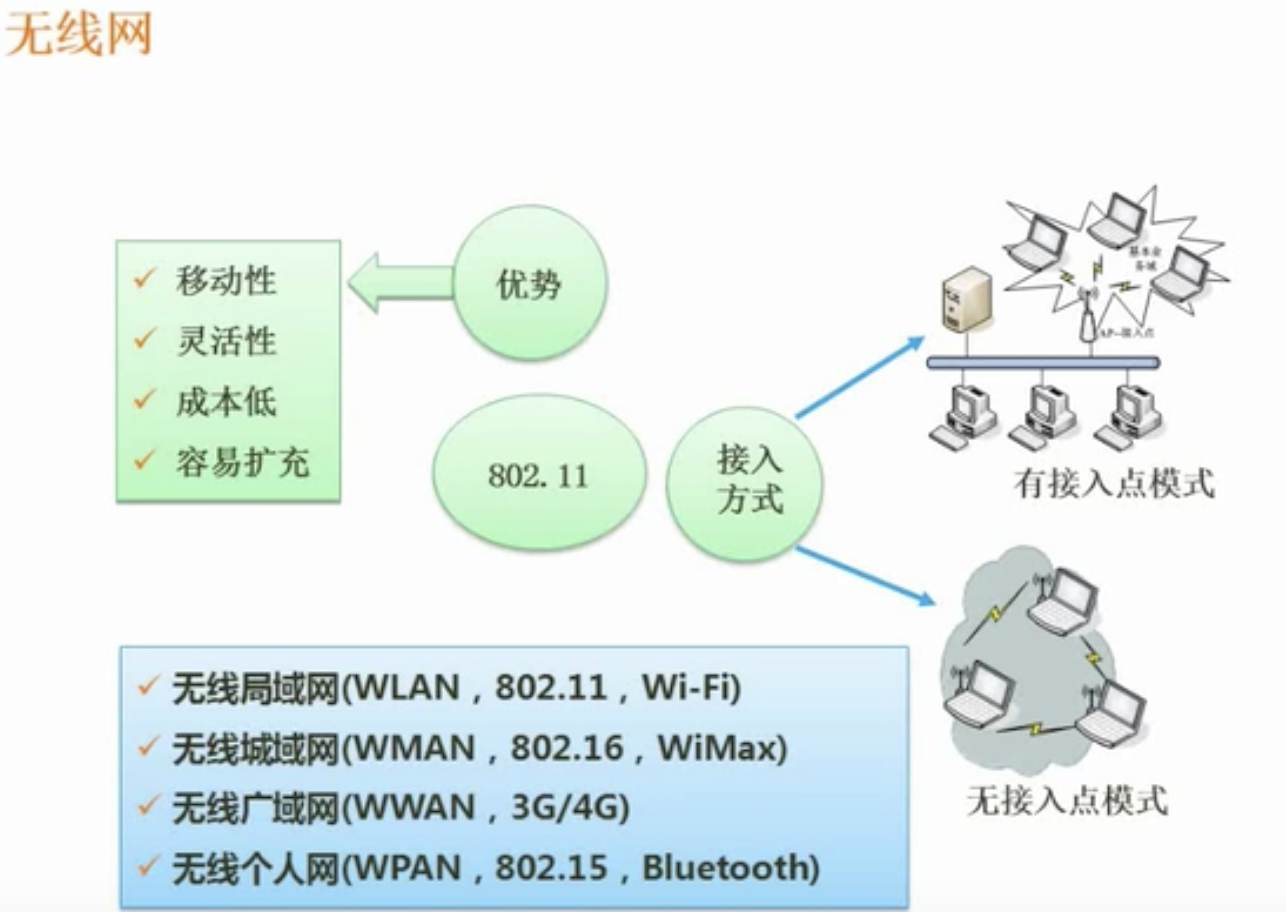 无线网
优势
移动性
灵活性
成本低
容易扩充
802.11
接入
方式
AP-接入点
有接入点模式
无接入点模式
无线局域网(WLAN，802.11，Wi-Fi)
无线城域网(WMAN，802.16，WiMax)
无线广域网(WWAN，3G/4G)
无线个人网(WPAN，802.15，Bluetooth)